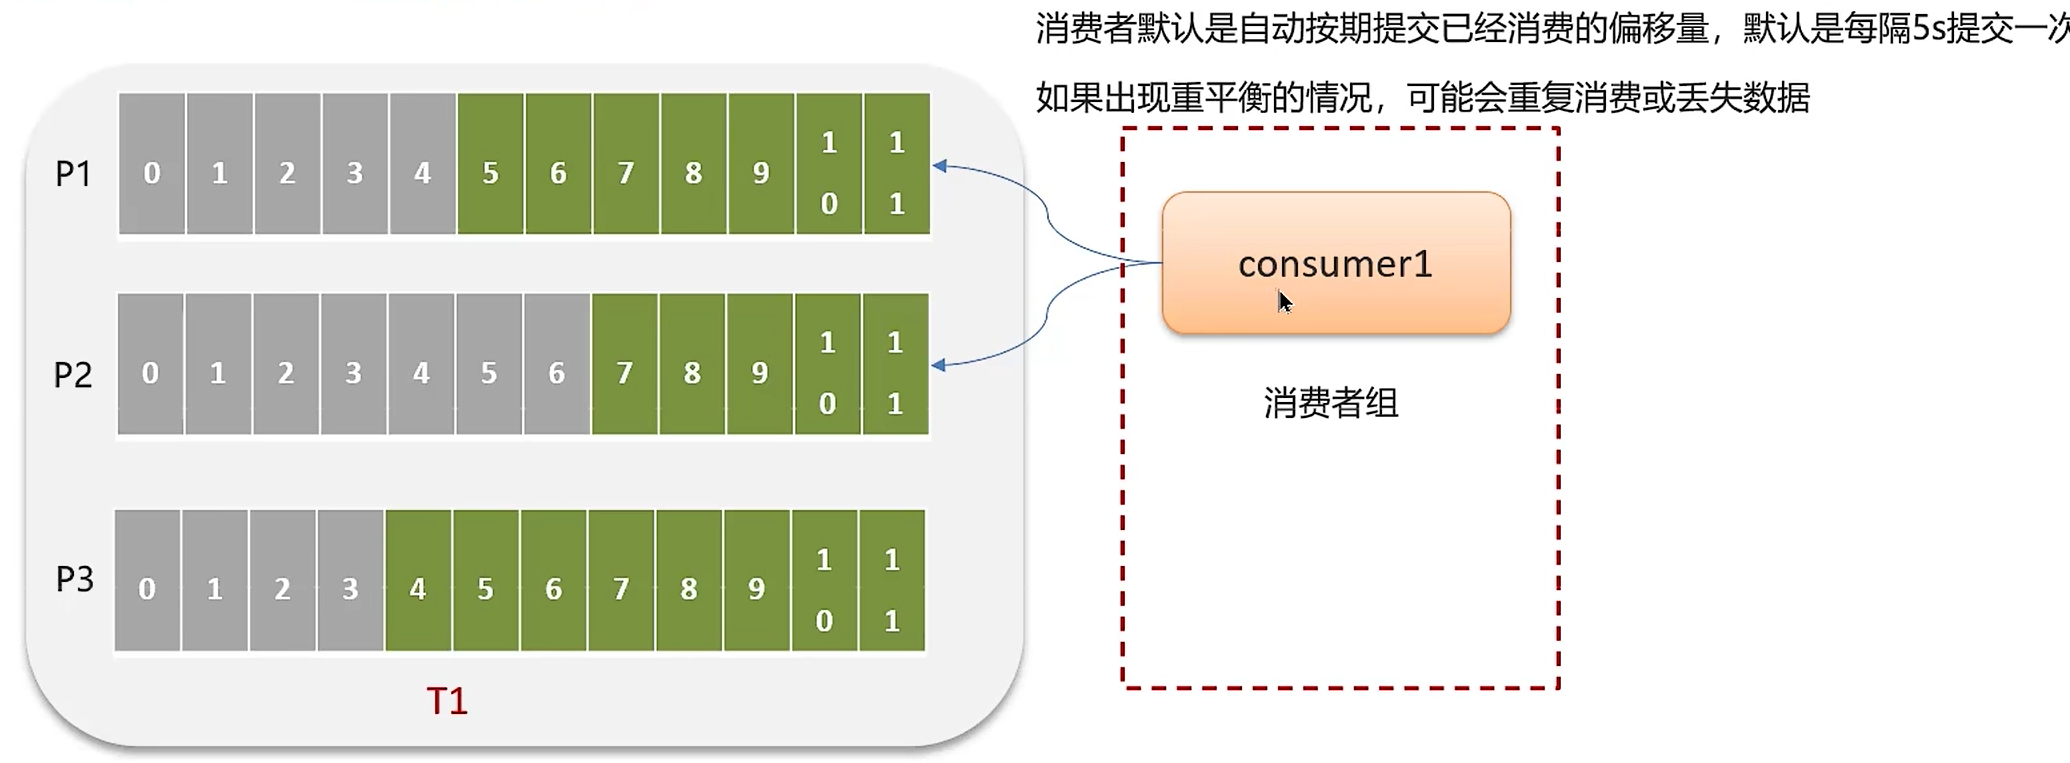 消费者默认是自动按期提交已经消费的偏移量，默认是每隔5s提交一次
如果出现重平衡的情况，可能会重复消费或丢失数据
P1 0 1 2 3 4 5 6 7 8 9 10 11
consumer1
P2 0 1 2 3 4 5 6 7 8 9 10 11
消费者组
P3 0 1 2 3 4 5 6 7 8 9 10 11
T1